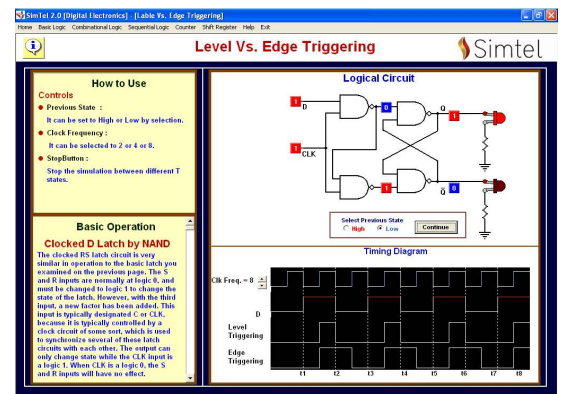 SimTel 2.0 [Digital Electronics] - [Lable Vs. Edge Triggering]
Home Basic Logic Combinational Logic Sequential Logic Counter Shift Register Help Exit
Level Vs. Edge Triggering
Simtel
How to Use
Controls
Previous State :
It can be set to High or Low by selection.
Clock Frequency :
It can be selected to 2 or 4 or 8.
StopButton :
Stop the simulation between different T
states.
Basic Operation
Clocked D Latch by NAND
The clocked RS latch circuit is very
similar in operation to the basic latch you
examined on the previous page. The S
and R inputs are normally at logic 0, and
must be changed to logic 1 to change the
state of the latch. However, with the third
input, a new factor has been added. This
input is typically designated C or CLK,
because it is typically controlled by a
clock circuit of some sort, which is used
to synchronize several of these latch
circuits with each other. The output can
only change state while the CLK input is
a logic 1. When CLK is a logic 0, the S
and R inputs will have no effect.
Logical Circuit
1
D
0
Q
1
1
CLK
1
Q̅
0
Select Previous State
High Low Continue
Timing Diagram
Clk Freq. = 8
D
Level
Triggering
Edge
Triggering
t1 t2 t3 t4 t5 t6 t7 t8